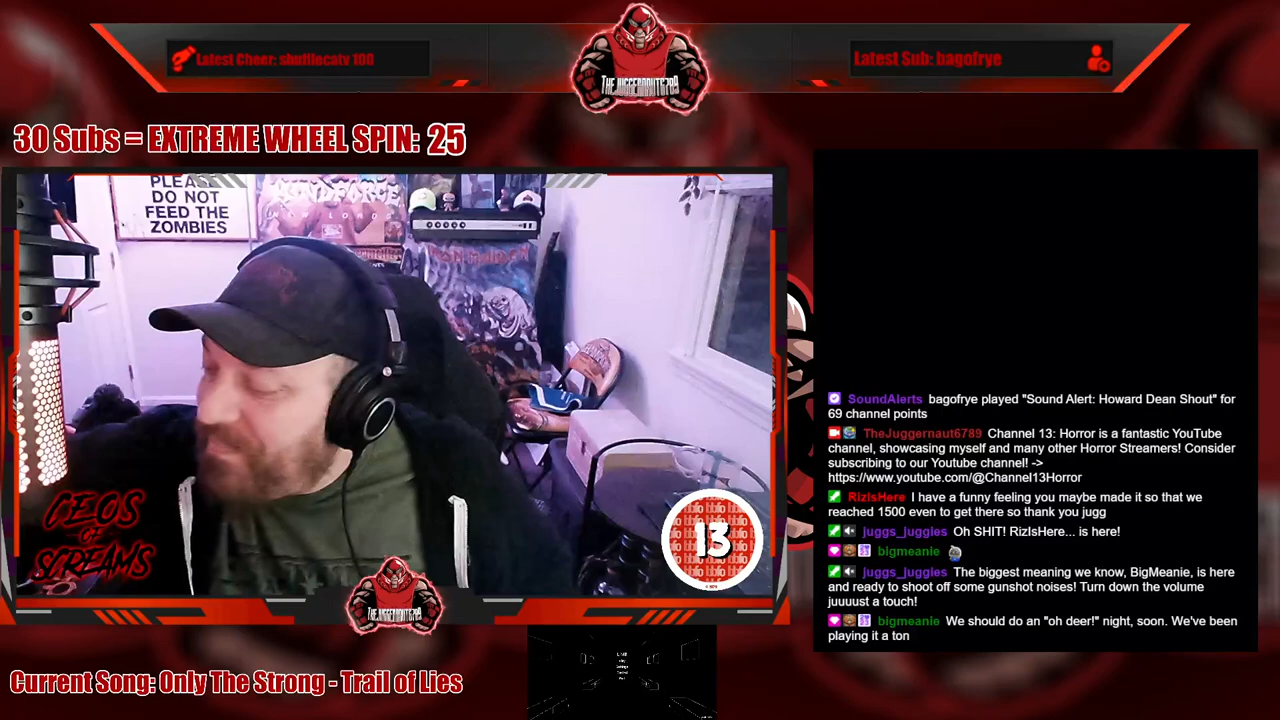 Latest Cheer: shufflecatv 100
THEJUGGERNAUT6789
Latest Sub: bagofrye
30 Subs = EXTREME WHEEL SPIN: 25
PLEASE
DO NOT
FEED THE
ZOMBIES
MINDFORCE
NEW LORDS
IRON MAIDEN
CEOS
OF
SCREAMS
13
THEJUGGERNAUT6789
SoundAlerts bagofrye played "Sound Alert: Howard Dean Shout" for
69 channel points
TheJuggernaut6789 Channel 13: Horror is a fantastic YouTube
channel, showcasing myself and many other Horror Streamers! Consider
subscribing to our Youtube channel! ->
https://www.youtube.com/@Channel13Horror
RizIsHere I have a funny feeling you maybe made it so that we
reached 1500 even to get there so thank you jugg
juggs_juggles Oh SHIT! RizIsHere... is here!
bigmeanie
juggs_juggles The biggest meaning we know, BigMeanie, is here
and ready to shoot off some gunshot noises! Turn down the volume
juuuust a touch!
bigmeanie We should do an "oh deer!" night, soon. We've been
playing it a ton
Current Song: Only The Strong - Trail of Lies